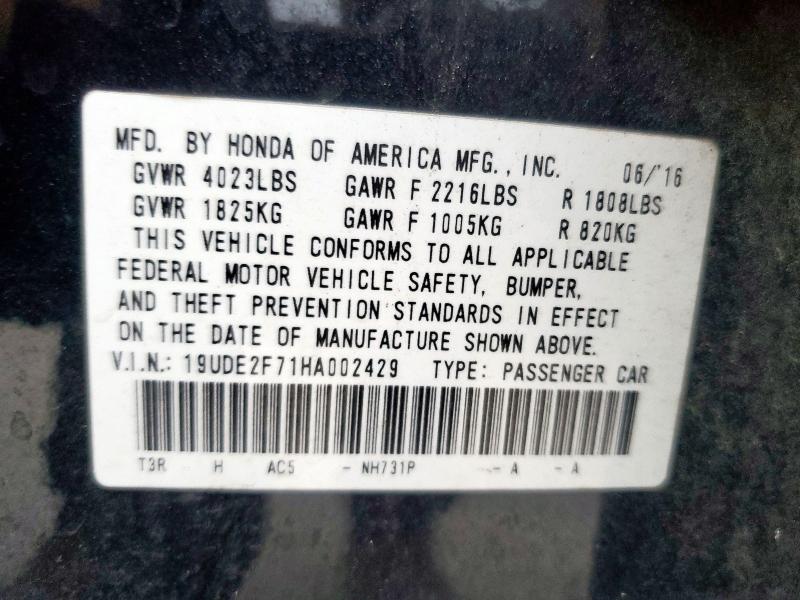 MFD. BY HONDA OF AMERICA MFG., INC. 06/'16
GVWR 4023LBS GAWR F 2216LBS R 1808LBS
GVWR 1825KG GAWR F 1005KG R 820KG
THIS VEHICLE CONFORMS TO ALL APPLICABLE
FEDERAL MOTOR VEHICLE SAFETY, BUMPER,
AND THEFT PREVENTION STANDARDS IN EFFECT
ON THE DATE OF MANUFACTURE SHOWN ABOVE.
V.I.N.: 19UDE2F71HA002429 TYPE: PASSENGER CAR
T3R H AC5 - NH731P -- A - A